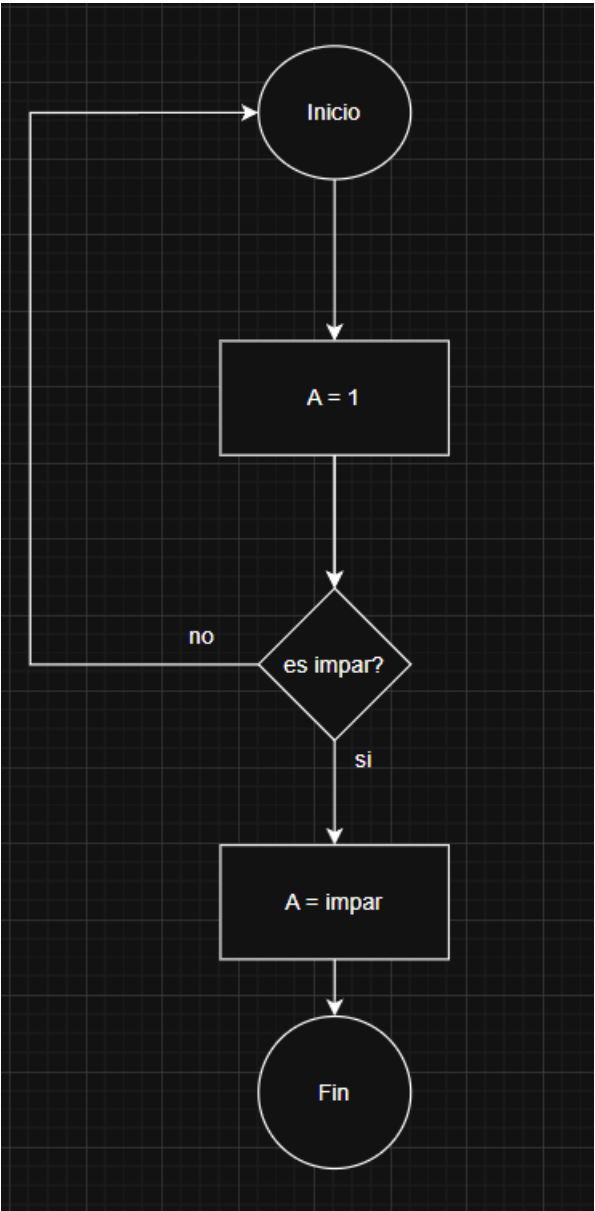 Inicio
A = 1
no
es impar?
si
A = impar
Fin